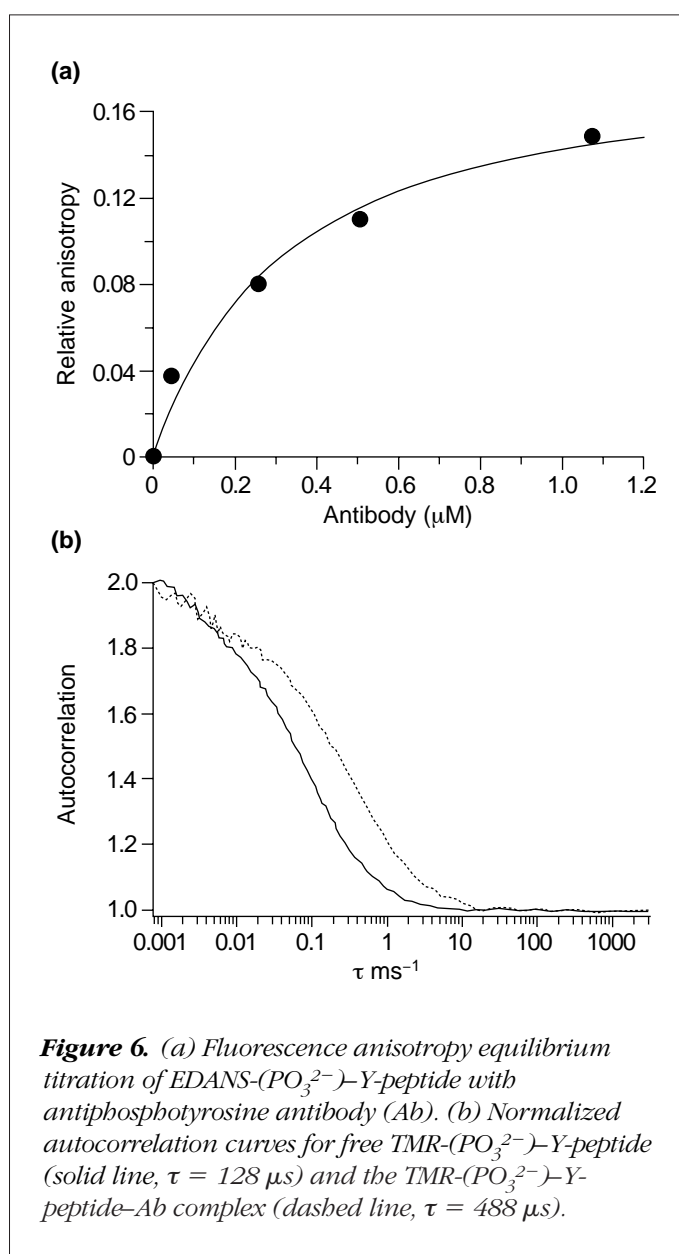 (a)
0.16
0.12
0.08
0.04
0
Relative anisotropy
0 0.2 0.4 0.6 0.8 1.0 1.2
Antibody (μM)
(b)
2.0
1.8
1.6
1.4
1.2
1.0
Autocorrelation
0.001 0.01 0.1 1 10 100 1000
τ ms⁻¹
Figure 6. (a) Fluorescence anisotropy equilibrium
titration of EDANS-(PO₃²⁻)–Y-peptide with
antiphosphotyrosine antibody (Ab). (b) Normalized
autocorrelation curves for free TMR-(PO₃²⁻)–Y-peptide
(solid line, τ = 128 μs) and the TMR-(PO₃²⁻)–Y-
peptide–Ab complex (dashed line, τ = 488 μs).